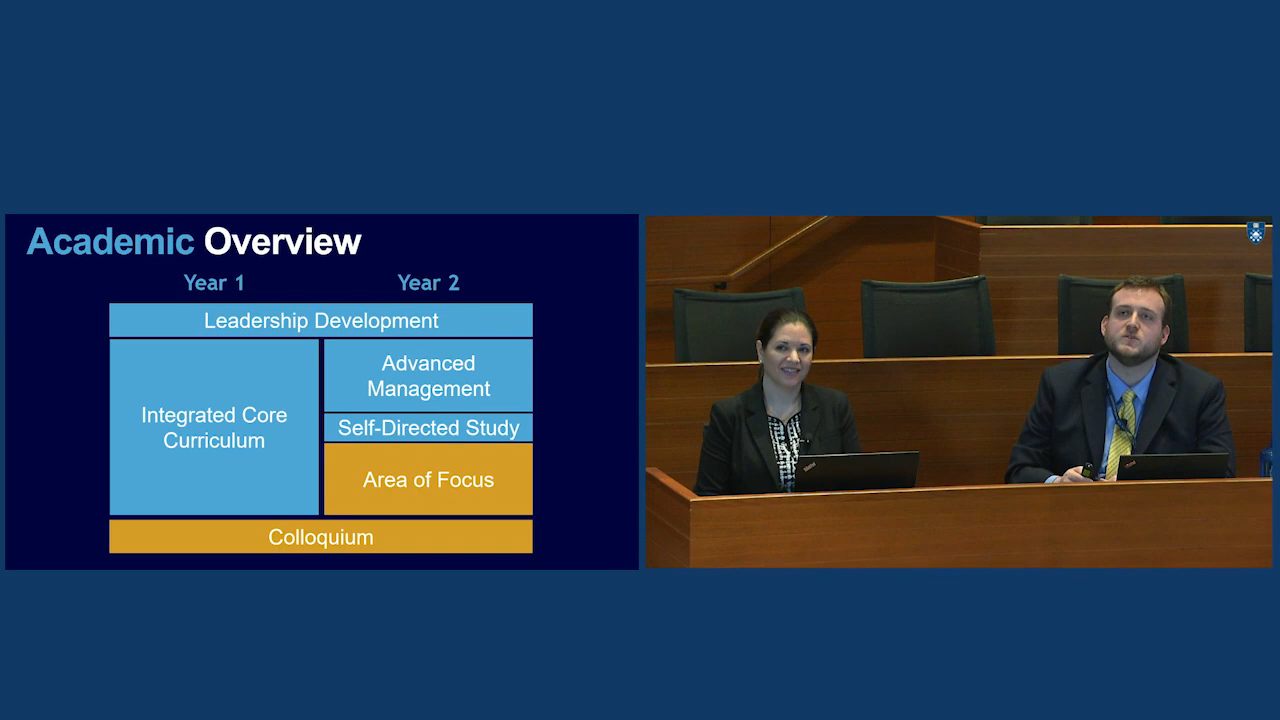 Academic Overview
Year 1
Year 2
Leadership Development
Integrated Core
Curriculum
Advanced
Management
Self-Directed Study
Area of Focus
Colloquium